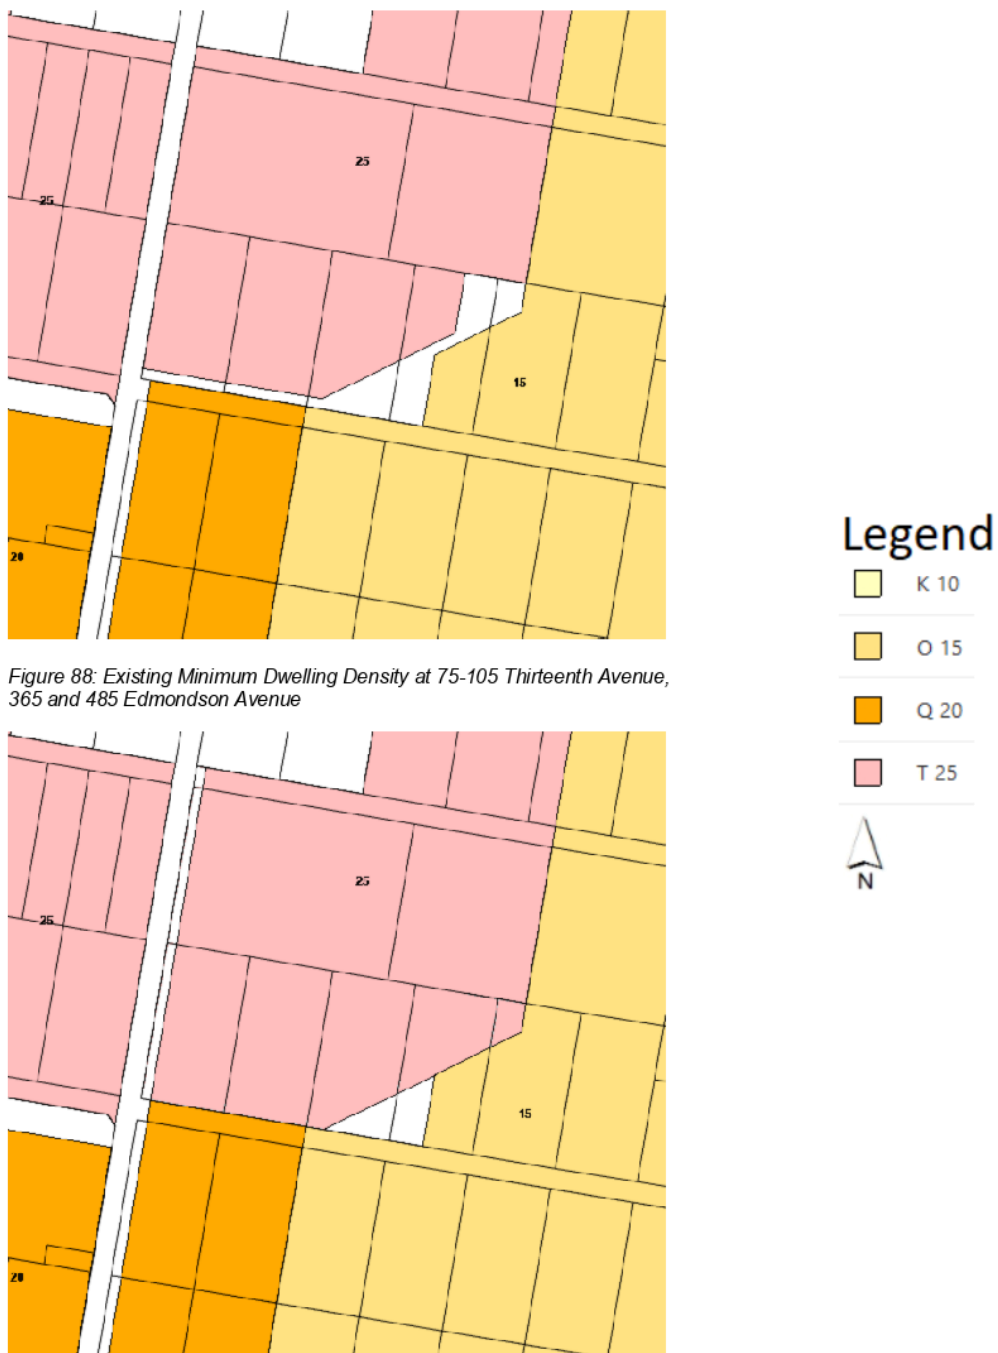 25
25
15
20
Figure 88: Existing Minimum Dwelling Density at 75-105 Thirteenth Avenue,
365 and 485 Edmondson Avenue
25
25
15
20
Legend
K 10
O 15
Q 20
T 25
N